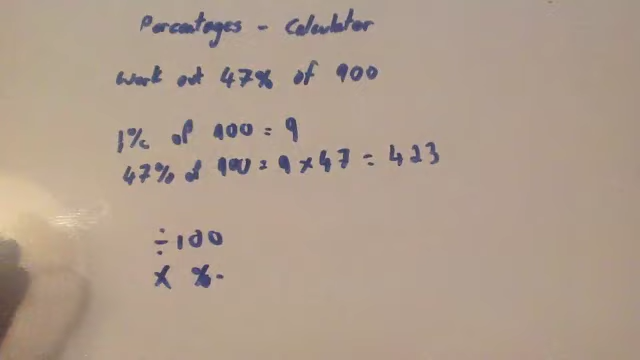 Percentages - Calculator
Work out 47% of 900
1% of 900 = 9
47% of 900 = 9 × 47 = 423
÷100
× %